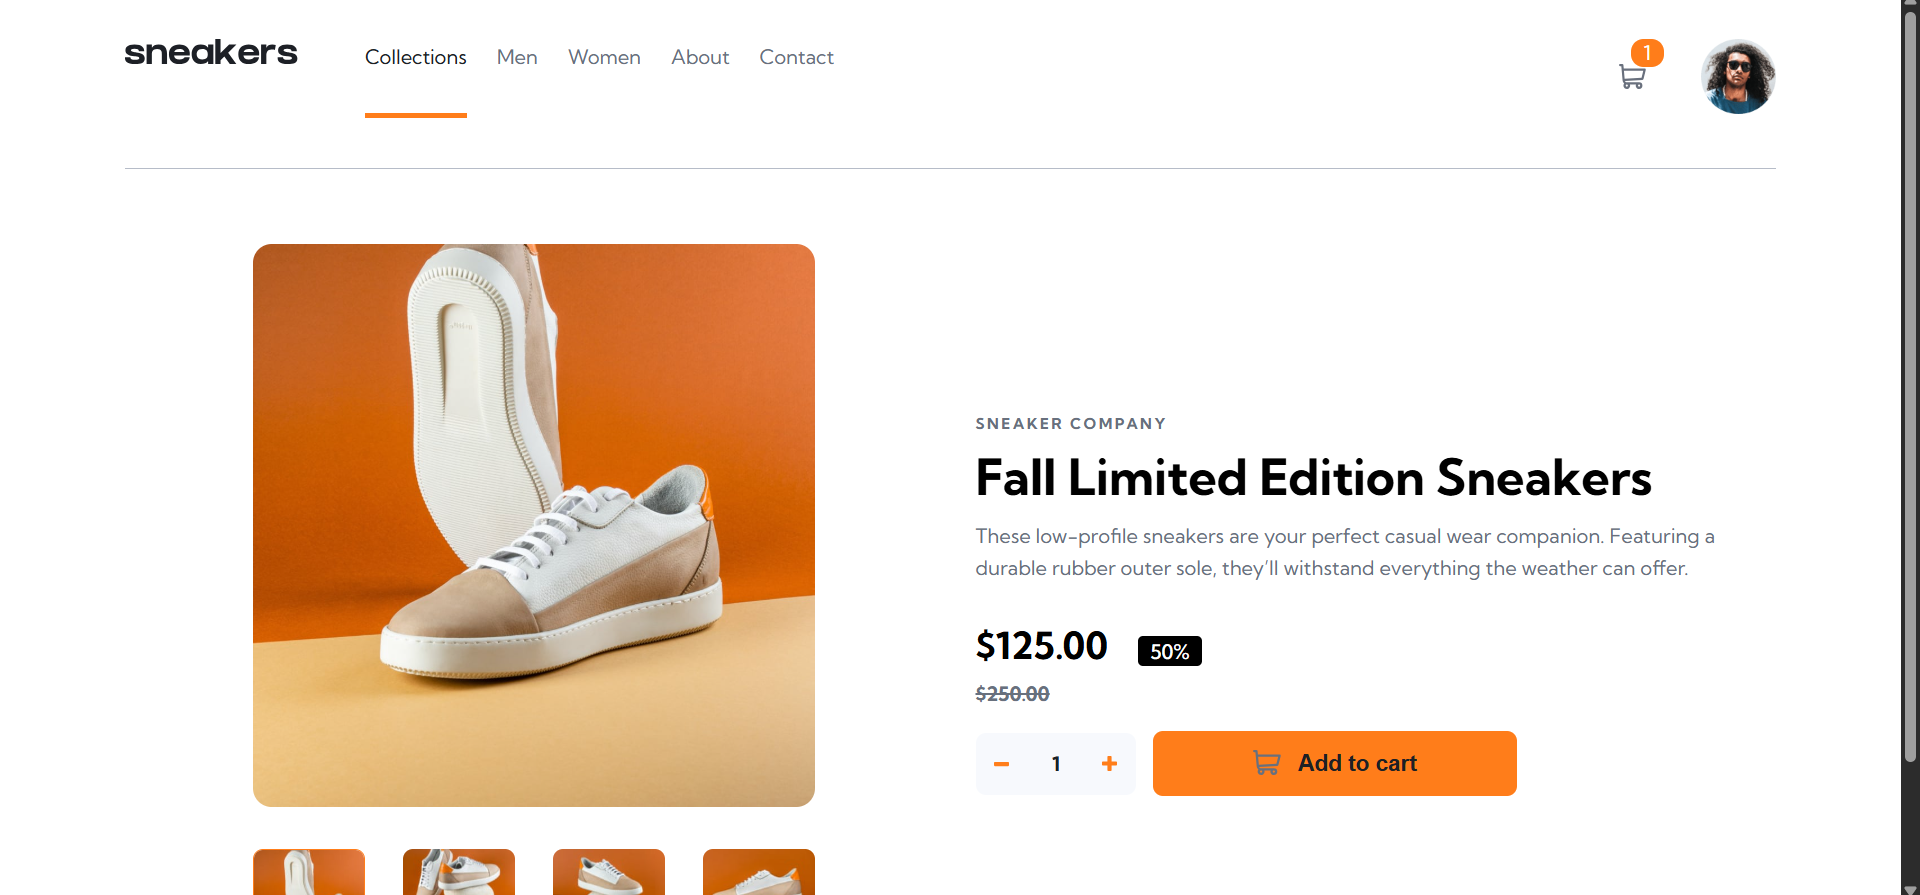 sneakers
Collections Men Women About Contact
1
SNEAKER COMPANY
Fall Limited Edition Sneakers
These low-profile sneakers are your perfect casual wear companion. Featuring a
durable rubber outer sole, they’ll withstand everything the weather can offer.
$125.00 50%
$250.00
1 Add to cart